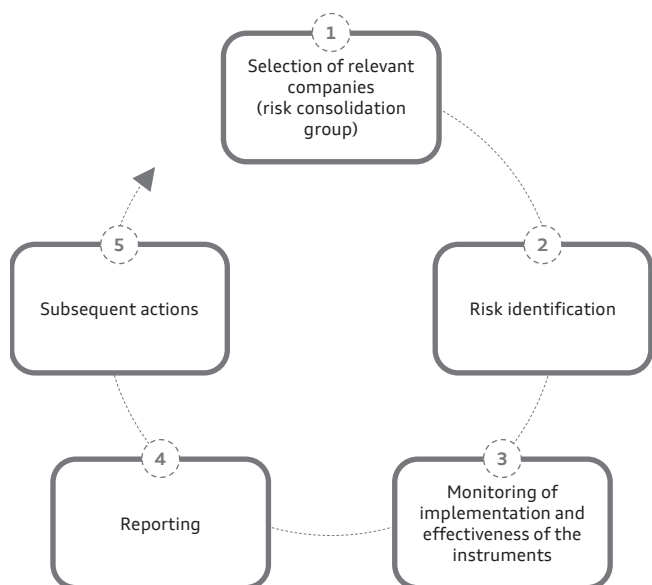 1
Selection of relevant
companies
(risk consolidation
group)
2
Risk identification
3
Monitoring of
implementation and
effectiveness of the
instruments
4
Reporting
5
Subsequent actions